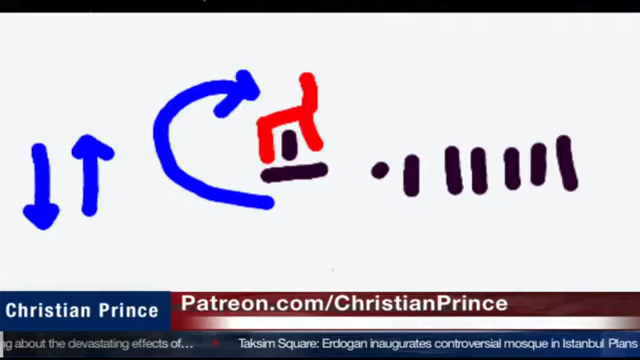 Christian Prince
Patreon.com/ChristianPrince
ng about the devastating effects of...
Taksim Square: Erdogan inaugurates controversial mosque in Istanbul Plans